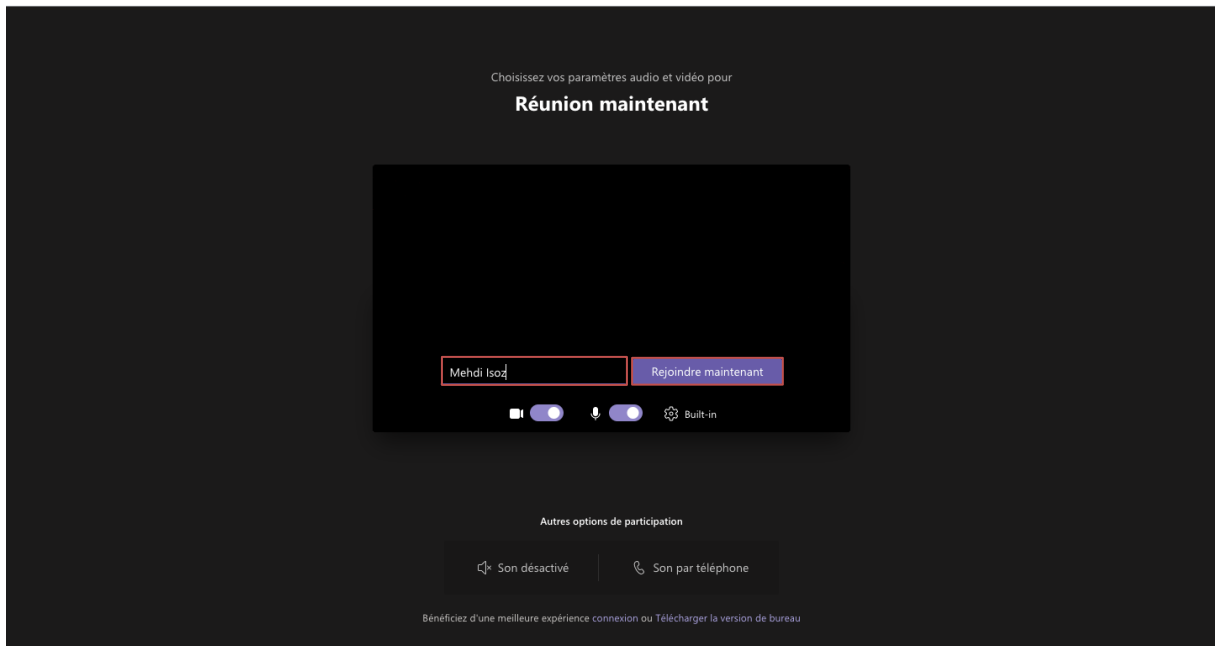 Choisissez vos paramètres audio et vidéo pour
Réunion maintenant
Mehdi Isoz
Rejoindre maintenant
Built-in
Autres options de participation
Son désactivé
Son par téléphone
Bénéficiez d'une meilleure expérience connexion ou Télécharger la version de bureau